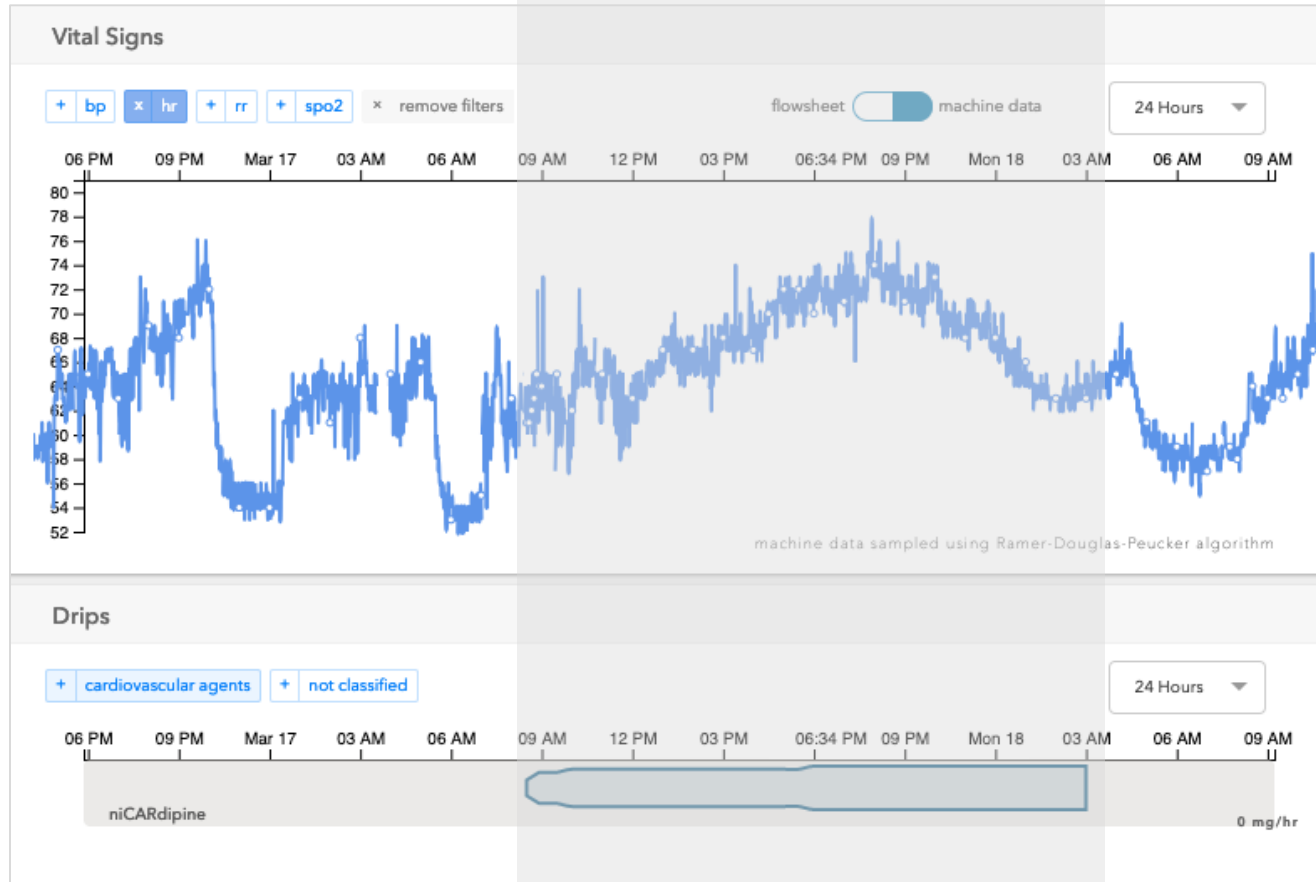 Vital Signs
+ bp x hr + rr + spo2 × remove filters flowsheet machine data 24 Hours
06 PM 09 PM Mar 17 03 AM 06 AM 09 AM 12 PM 03 PM 06:34 PM 09 PM Mon 18 03 AM 06 AM 09 AM
80
78
76
74
72
70
68
66
64
62
60
58
56
54
52
machine data sampled using Ramer-Douglas-Peucker algorithm
Drips
+ cardiovascular agents + not classified 24 Hours
06 PM 09 PM Mar 17 03 AM 06 AM 09 AM 12 PM 03 PM 06:34 PM 09 PM Mon 18 03 AM 06 AM 09 AM
niCARdipine
0 mg/hr